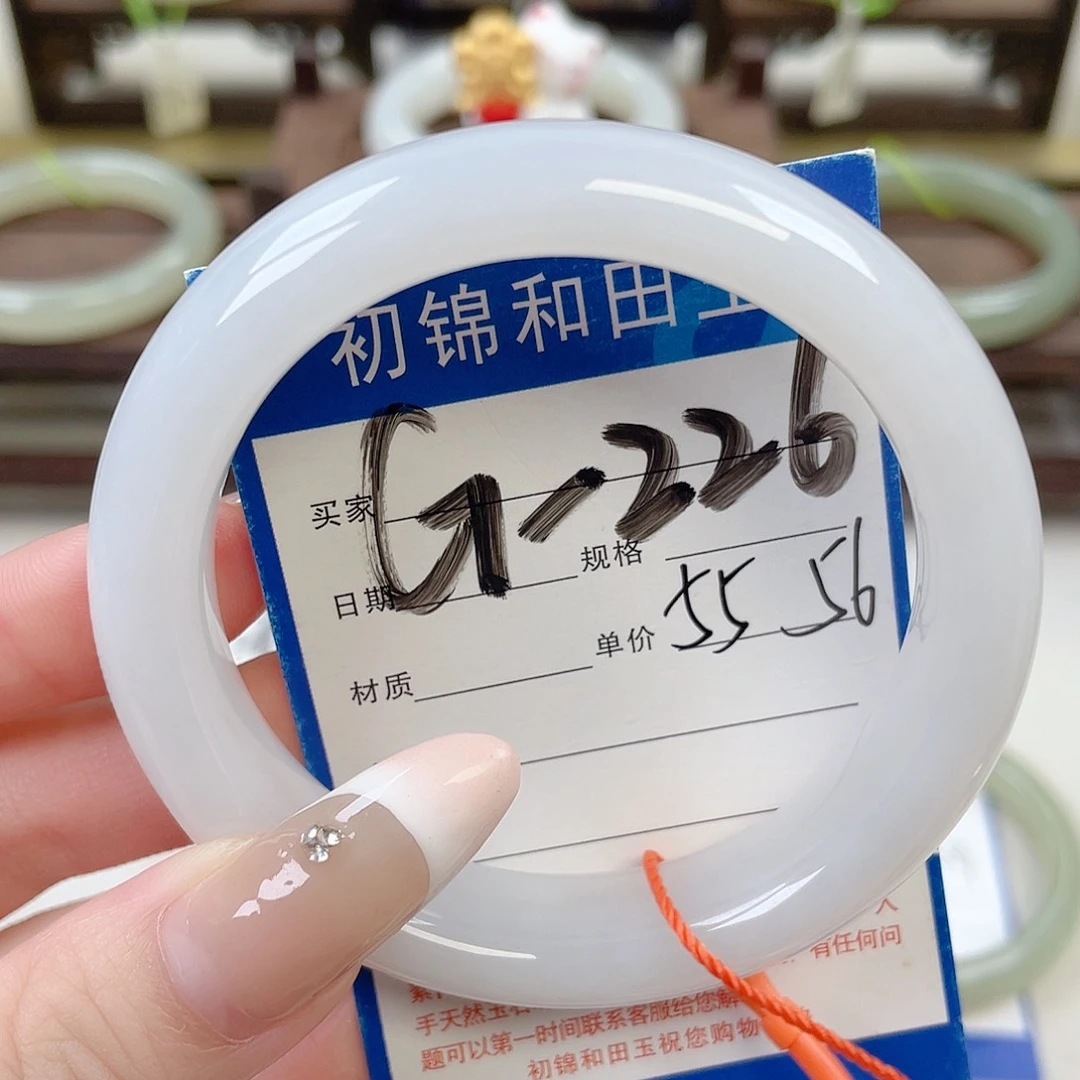 初锦和田玉
买家 G-226
日期 规格
单价 55 56
材质
人
有任何问
手天然玉石
题可以第一时间联系客服给您解
初锦和田玉祝您购物